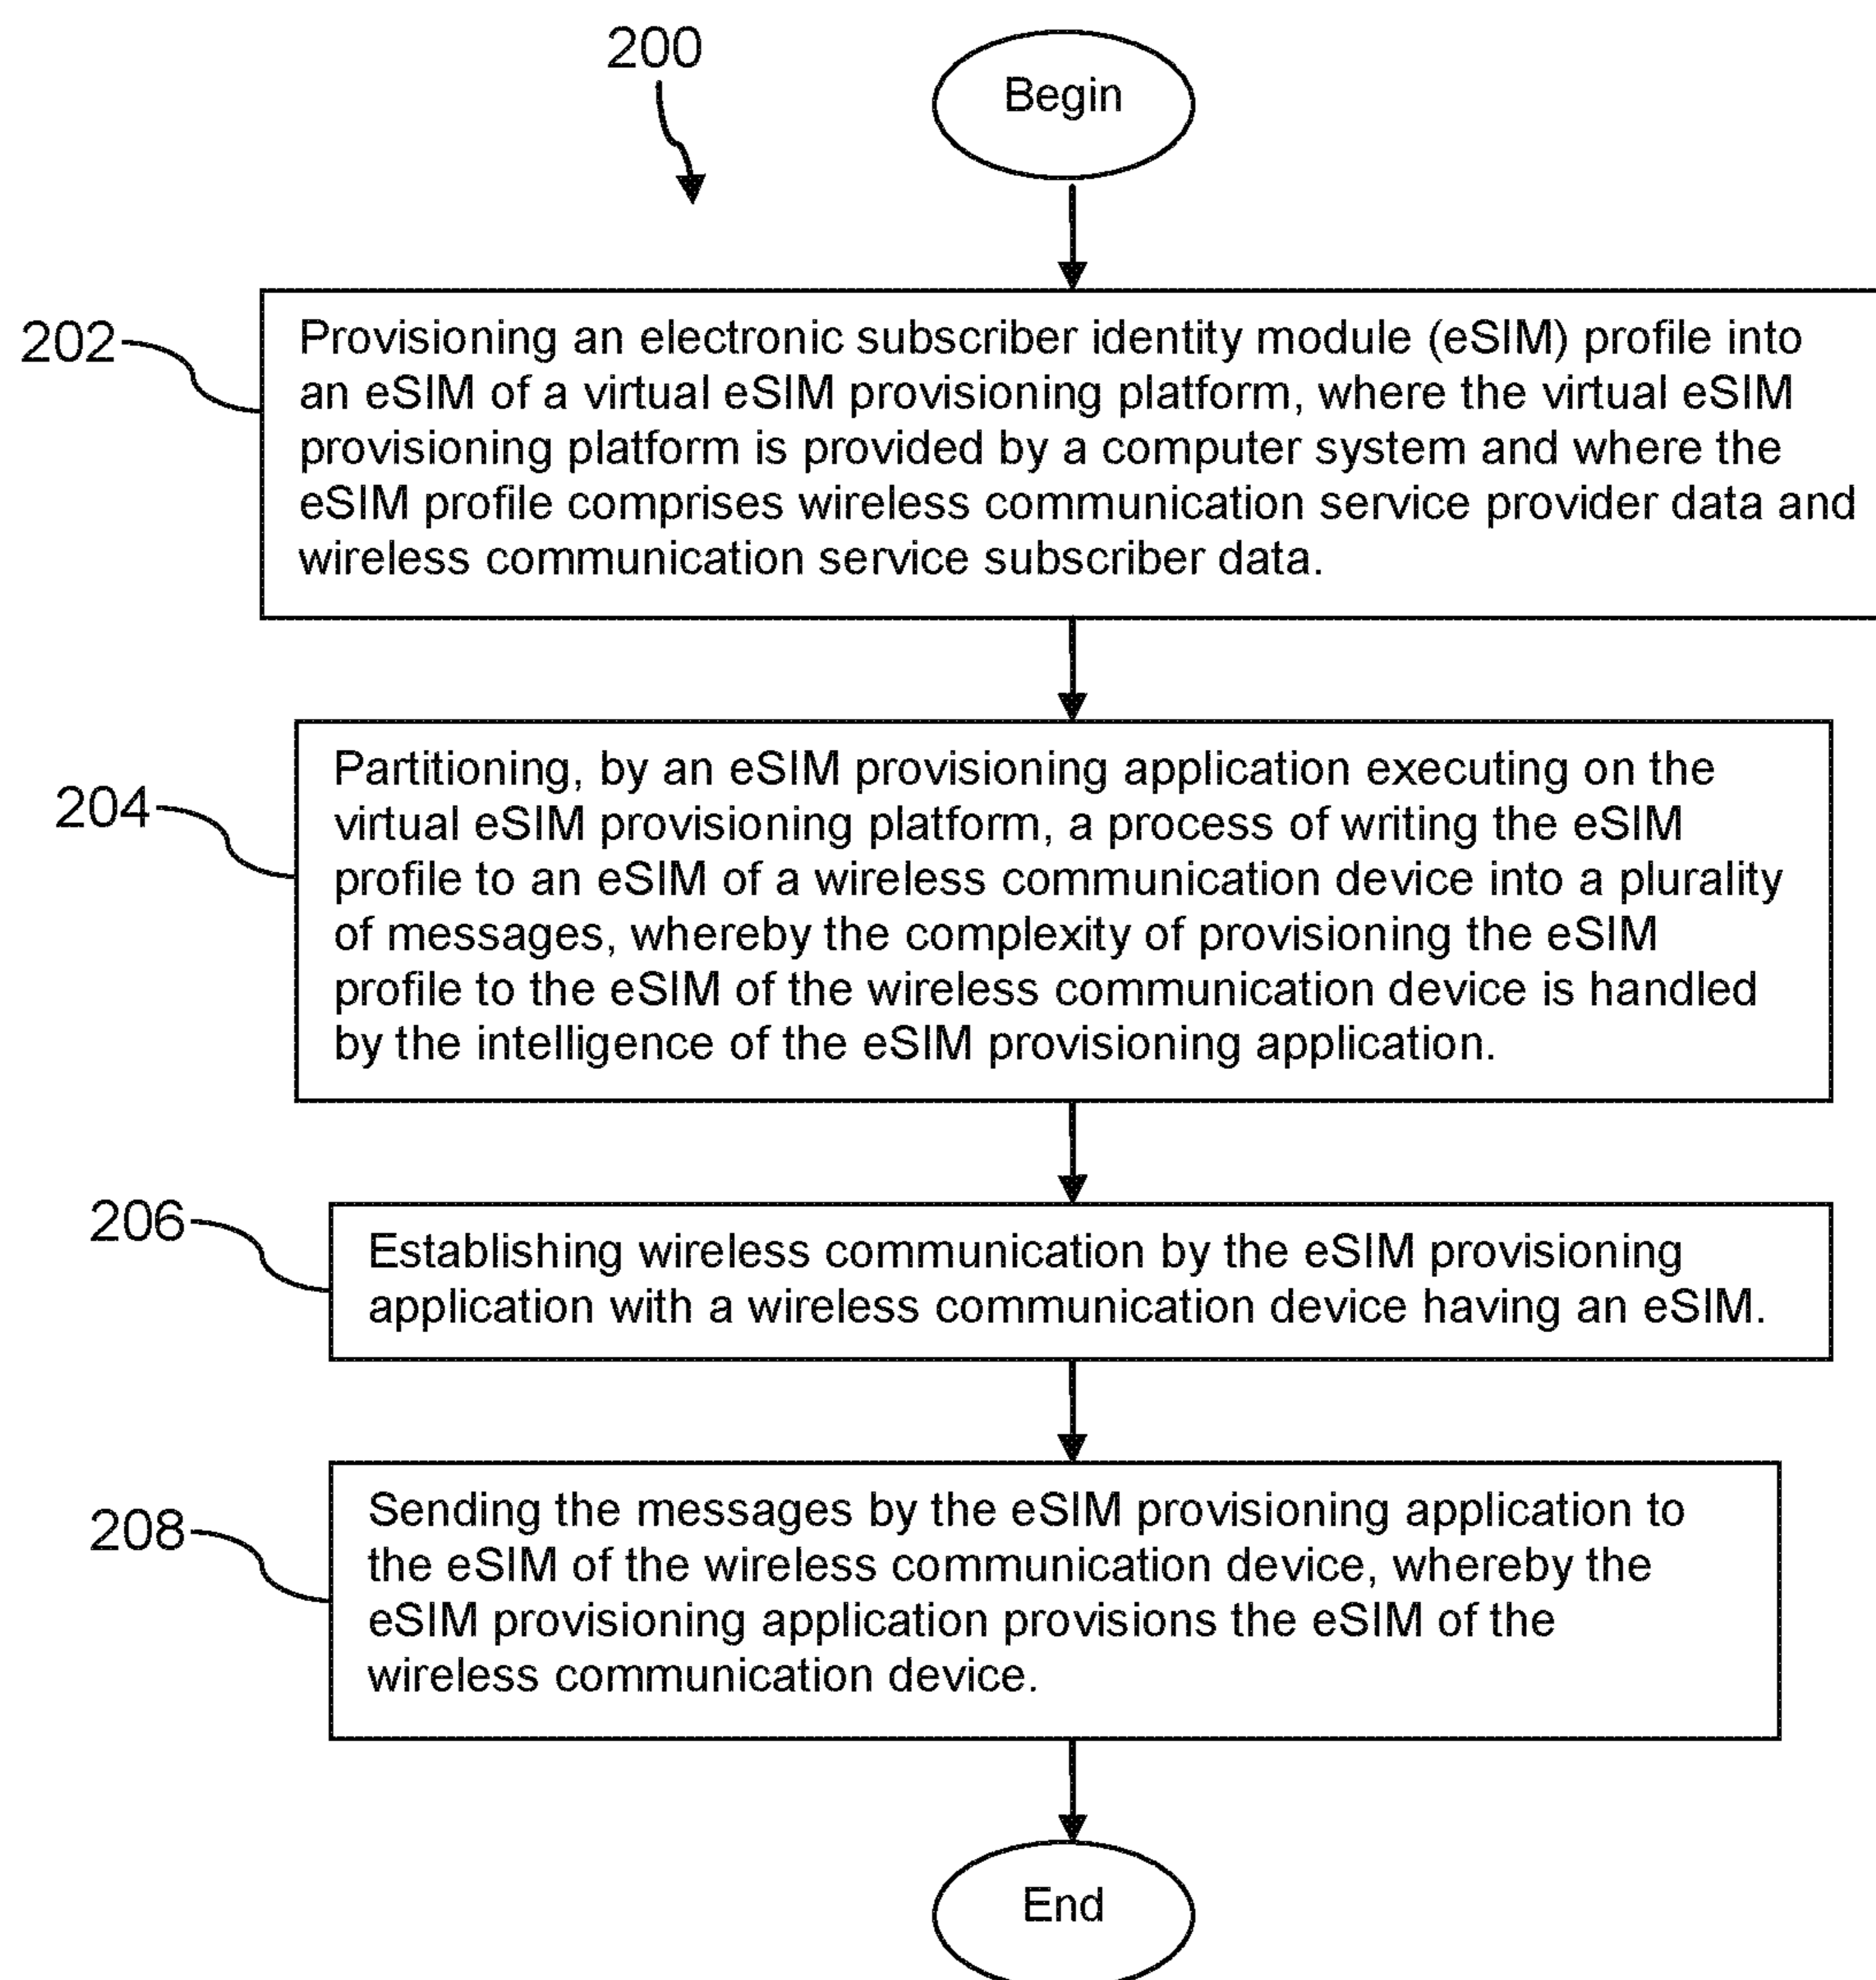 200
Begin
202
Provisioning an electronic subscriber identity module (eSIM) profile into
an eSIM of a virtual eSIM provisioning platform, where the virtual eSIM
provisioning platform is provided by a computer system and where the
eSIM profile comprises wireless communication service provider data and
wireless communication service subscriber data.
204
Partitioning, by an eSIM provisioning application executing on the
virtual eSIM provisioning platform, a process of writing the eSIM
profile to an eSIM of a wireless communication device into a plurality
of messages, whereby the complexity of provisioning the eSIM
profile to the eSIM of the wireless communication device is handled
by the intelligence of the eSIM provisioning application.
206
Establishing wireless communication by the eSIM provisioning
application with a wireless communication device having an eSIM.
208
Sending the messages by the eSIM provisioning application to
the eSIM of the wireless communication device, whereby the
eSIM provisioning application provisions the eSIM of the
wireless communication device.
End